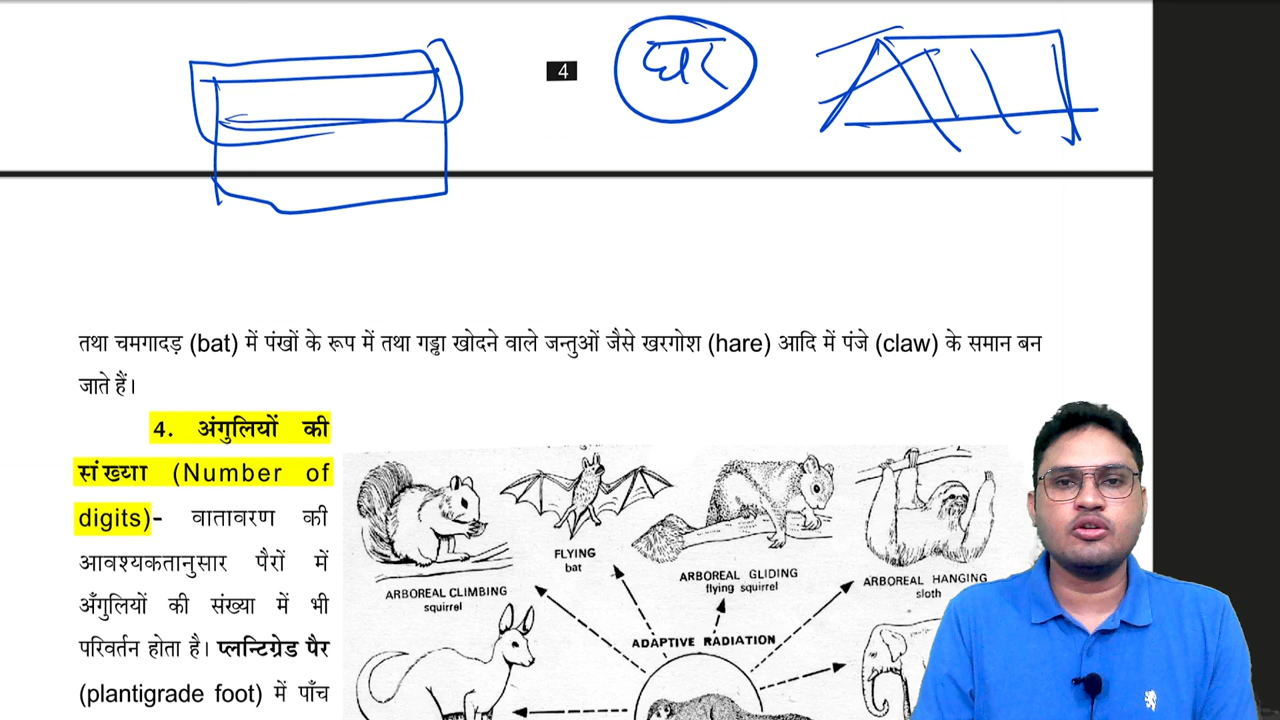 4
घर
तथा चमगादड़ (bat) में पंखों के रूप में तथा गड्ढा खोदने वाले जन्तुओं जैसे खरगोश (hare) आदि में पंजे (claw) के समान बन
जाते हैं।
4. अंगुलियों की
संख्या (Number of
digits)- वातावरण की
आवश्यकतानुसार पैरों में
अँगुलियों की संख्या में भी
परिवर्तन होता है। प्लन्टिग्रेड पैर
(plantigrade foot) में पाँच
FLYING
bat
ARBOREAL GLIDING
flying squirrel
ARBOREAL HANGING
sloth
ARBOREAL CLIMBING
squirrel
ADAPTIVE RADIATION